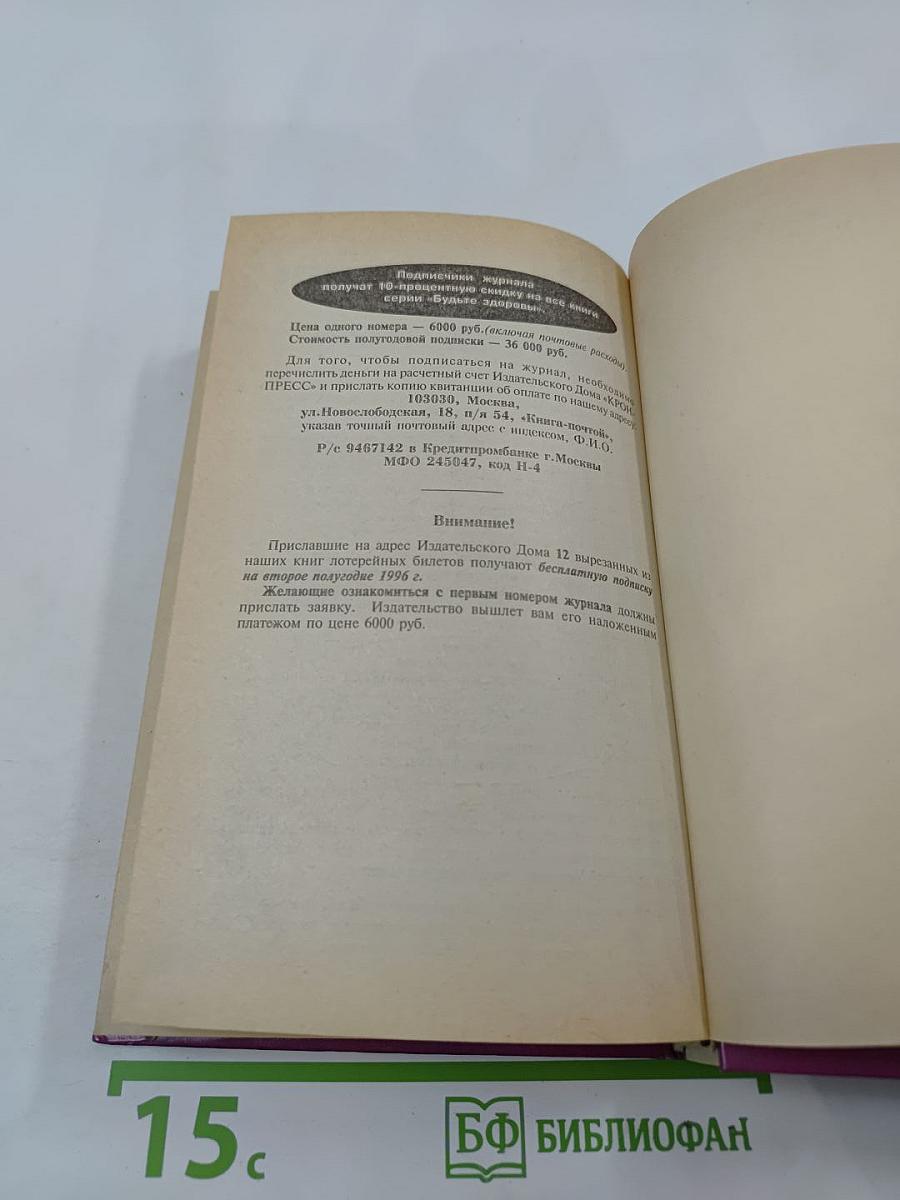 Подписчики журнала
получат 10-процентную скидку на все книги
серии «Будьте здоровы».
Цена одного номера — 6000 руб.(включая почтовые расходы).
Стоимость полугодовой подписки — 36 000 руб.
Для того, чтобы подписаться на журнал, необходимо
перечислить деньги на расчетный счет Издательского Дома «КРОН-
ПРЕСС» и прислать копию квитанции об оплате по нашему адресу:
103030, Москва,
ул.Новослободская, 18, п/я 54, «Книга-почтой»,
указав точный почтовый адрес с индексом, Ф.И.О.
Р/с 9467142 в Кредитпромбанке г.Москвы
МФО 245047, код Н-4
Внимание!
Приславшие на адрес Издательского Дома 12 вырезанных из
наших книг лотерейных билетов получают бесплатную подписку
на второе полугодие 1996 г.
Желающие ознакомиться с первым номером журнала должны
прислать заявку. Издательство вышлет вам его наложенным
платежом по цене 6000 руб.
15 с
БФ БИБЛИОФАН